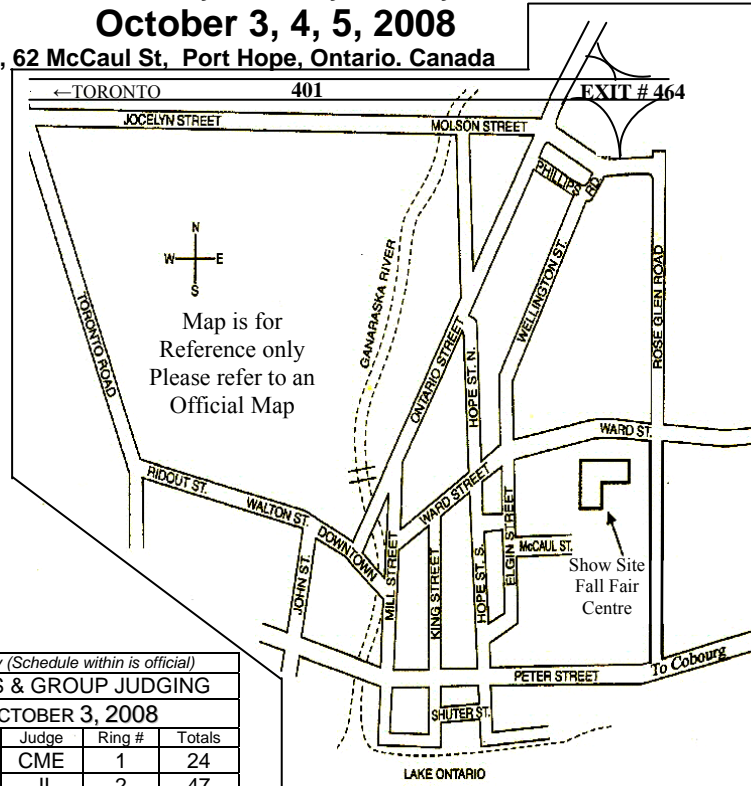 October 3, 4, 5, 2008
, 62 McCaul St, Port Hope, Ontario. Canada
←TORONTO
401
EXIT # 464
JOCELYN STREET
MOLSON STREET
PHILLIPS RD
N
W E
S
Map is for
Reference only
Please refer to an
Official Map
TORONTO ROAD
GANARASKA RIVER
ONTARIO STREET
HOPE ST. N.
WELLINGTON ST.
ROSE GLEN ROAD
WARD ST.
RIDOUT ST.
WALTON ST.
DOWNTOWN
WARD STREET
JOHN ST.
MILL STREET
KING STREET
HOPE ST. S.
ELGIN STREET
McCAUL ST.
Show Site
Fall Fair
Centre
PETER STREET
To Cobourg
SHUTER ST.
LAKE ONTARIO
(Schedule within is official)
& GROUP JUDGING
OCTOBER 3, 2008
Judge Ring # Totals
CME 1 24
2 47